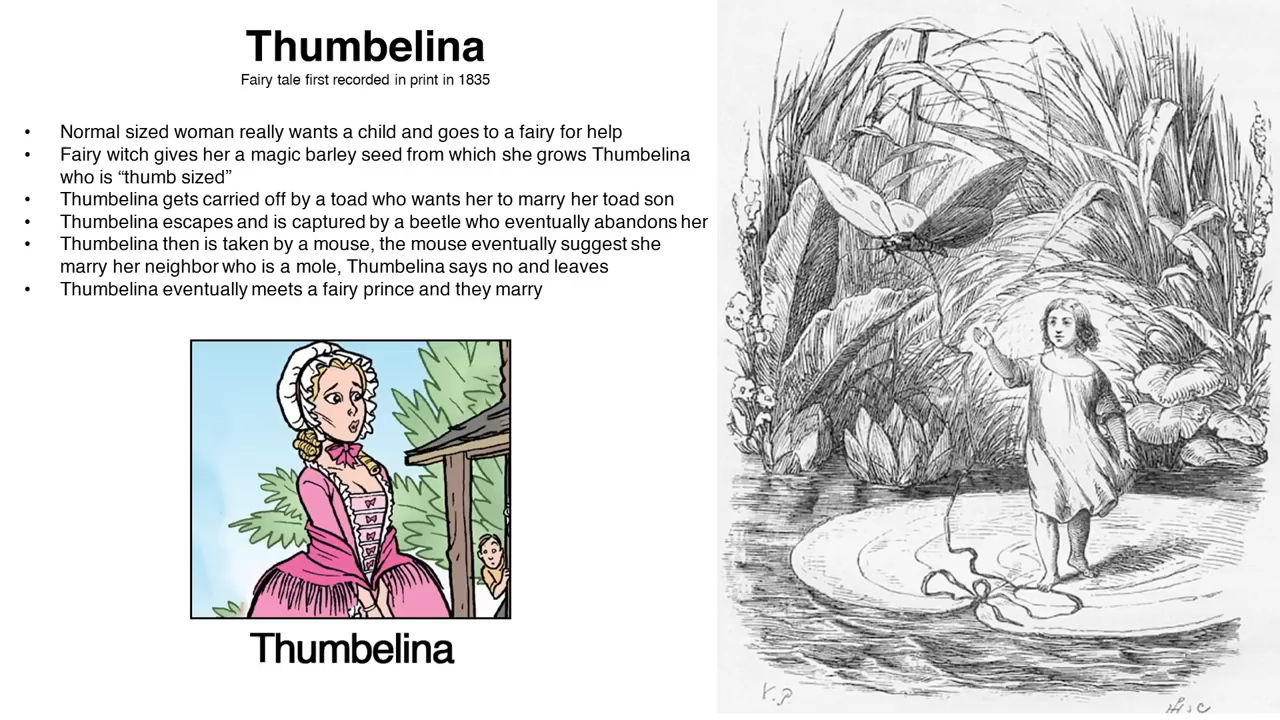 Thumbelina
Fairy tale first recorded in print in 1835
• Normal sized woman really wants a child and goes to a fairy for help
• Fairy witch gives her a magic barley seed from which she grows Thumbelina
who is “thumb sized”
• Thumbelina gets carried off by a toad who wants her to marry her toad son
• Thumbelina escapes and is captured by a beetle who eventually abandons her
• Thumbelina then is taken by a mouse, the mouse eventually suggest she
marry her neighbor who is a mole, Thumbelina says no and leaves
• Thumbelina eventually meets a fairy prince and they marry
Thumbelina
V.P